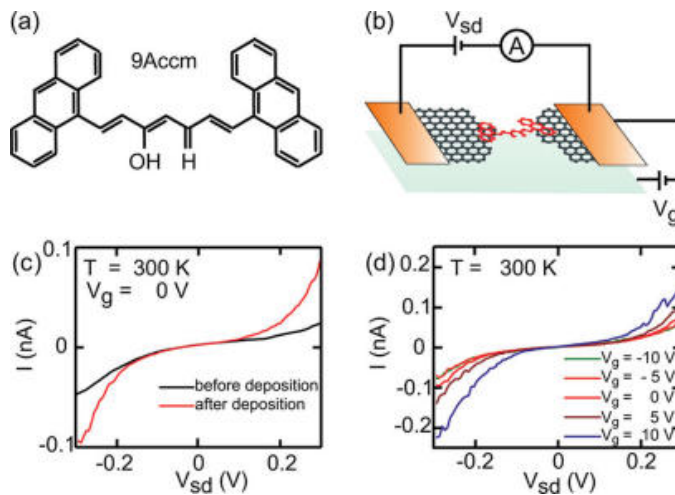 (a)
9Accm
OH
H
(b)
Vsd
A
Vg
(c)
T = 300 K
Vg = 0 V
0.1
0
-0.1
I (nA)
before deposition
after deposition
-0.2
0
0.2
Vsd (V)
(d)
T = 300 K
0.2
0.1
0
-0.1
-0.2
I (nA)
Vg = -10 V
Vg = - 5 V
Vg = 0 V
Vg = 5 V
Vg = 10 V
-0.2
0
0.2
Vsd (V)